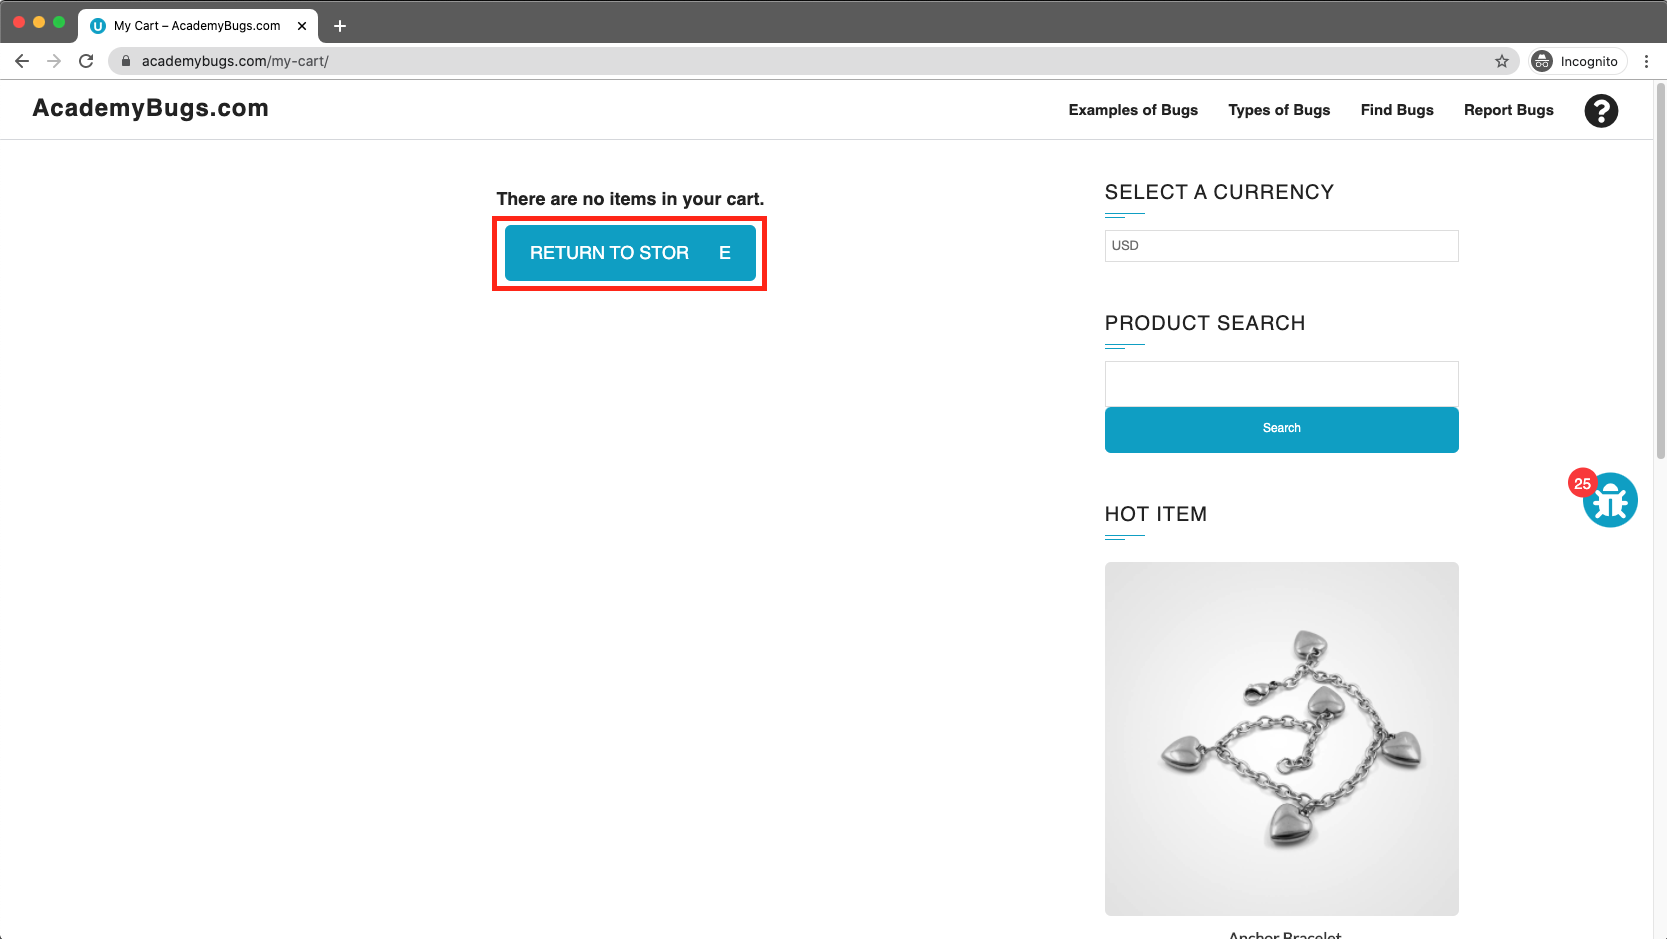 My Cart – AcademyBugs.com
academybugs.com/my-cart/
Incognito
AcademyBugs.com
Examples of Bugs
Types of Bugs
Find Bugs
Report Bugs
?
There are no items in your cart.
RETURN TO STOR E
SELECT A CURRENCY
USD
PRODUCT SEARCH
Search
25
HOT ITEM
Anchor Bracelet